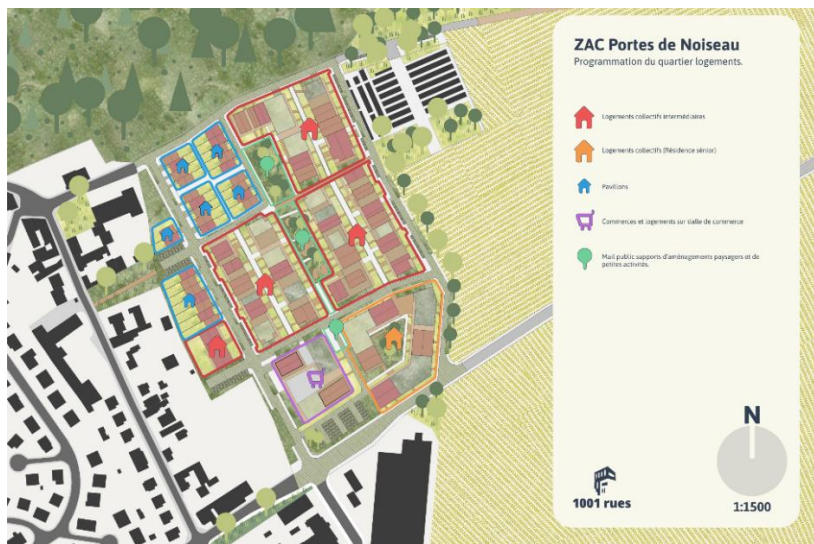 ZAC Portes de Noiseau
Programmation du quartier logements.
Logements collectifs intermédiaires
Logements collectifs (Résidence sénior)
Pavillons
Commerces et logements sur dalle de commerce
Mail public supports d'aménagements paysagers et de
petites activités.
N
1001 rues
1:1500